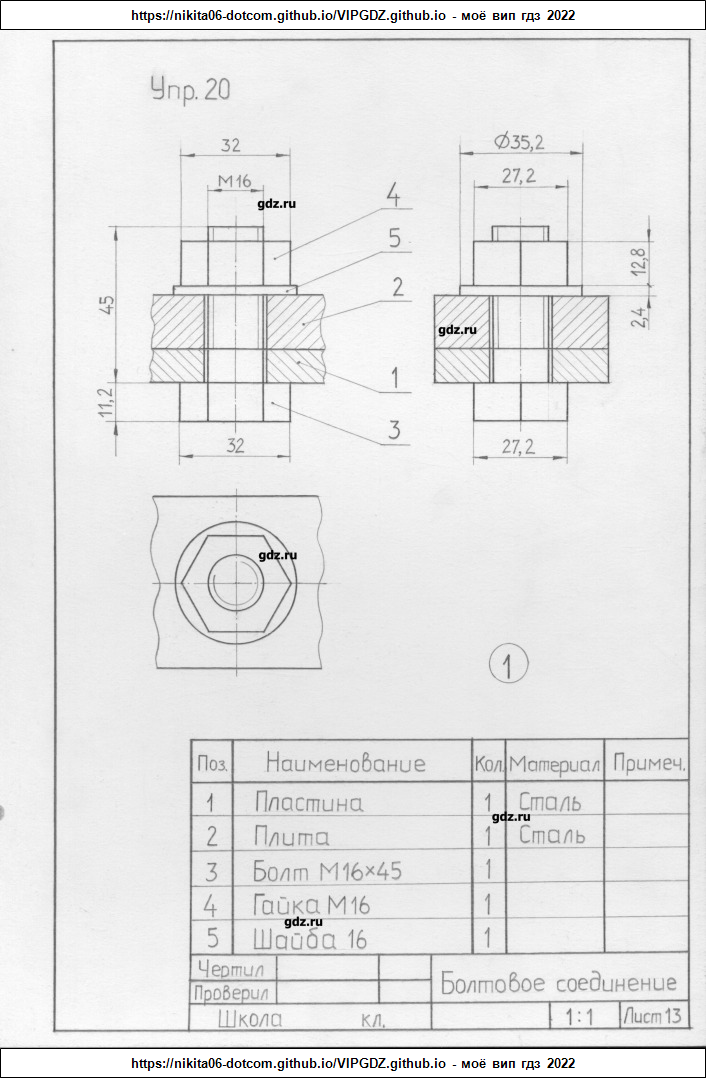 https://nikita06-dotcom.github.io/VIPGDZ.github.io - моё вип гдз 2022
Упр. 20
32
M16
gdz.ru
4
5
2
1
3
45
11,2
32
Ø35,2
27,2
12,8
2,4
gdz.ru
27,2
gdz.ru
1
Поз. Наименование Кол. Материал Примеч.
1 Пластина 1 Сталь
gdz.ru
2 Плита 1 Сталь
3 Болт М16×45 1
4 Гайка М16 1
gdz.ru
5 Шайба 16 1
Чертил
Проверил
Болтовое соединение
Школа кл. 1:1 Лист 13
https://nikita06-dotcom.github.io/VIPGDZ.github.io - моё вип гдз 2022